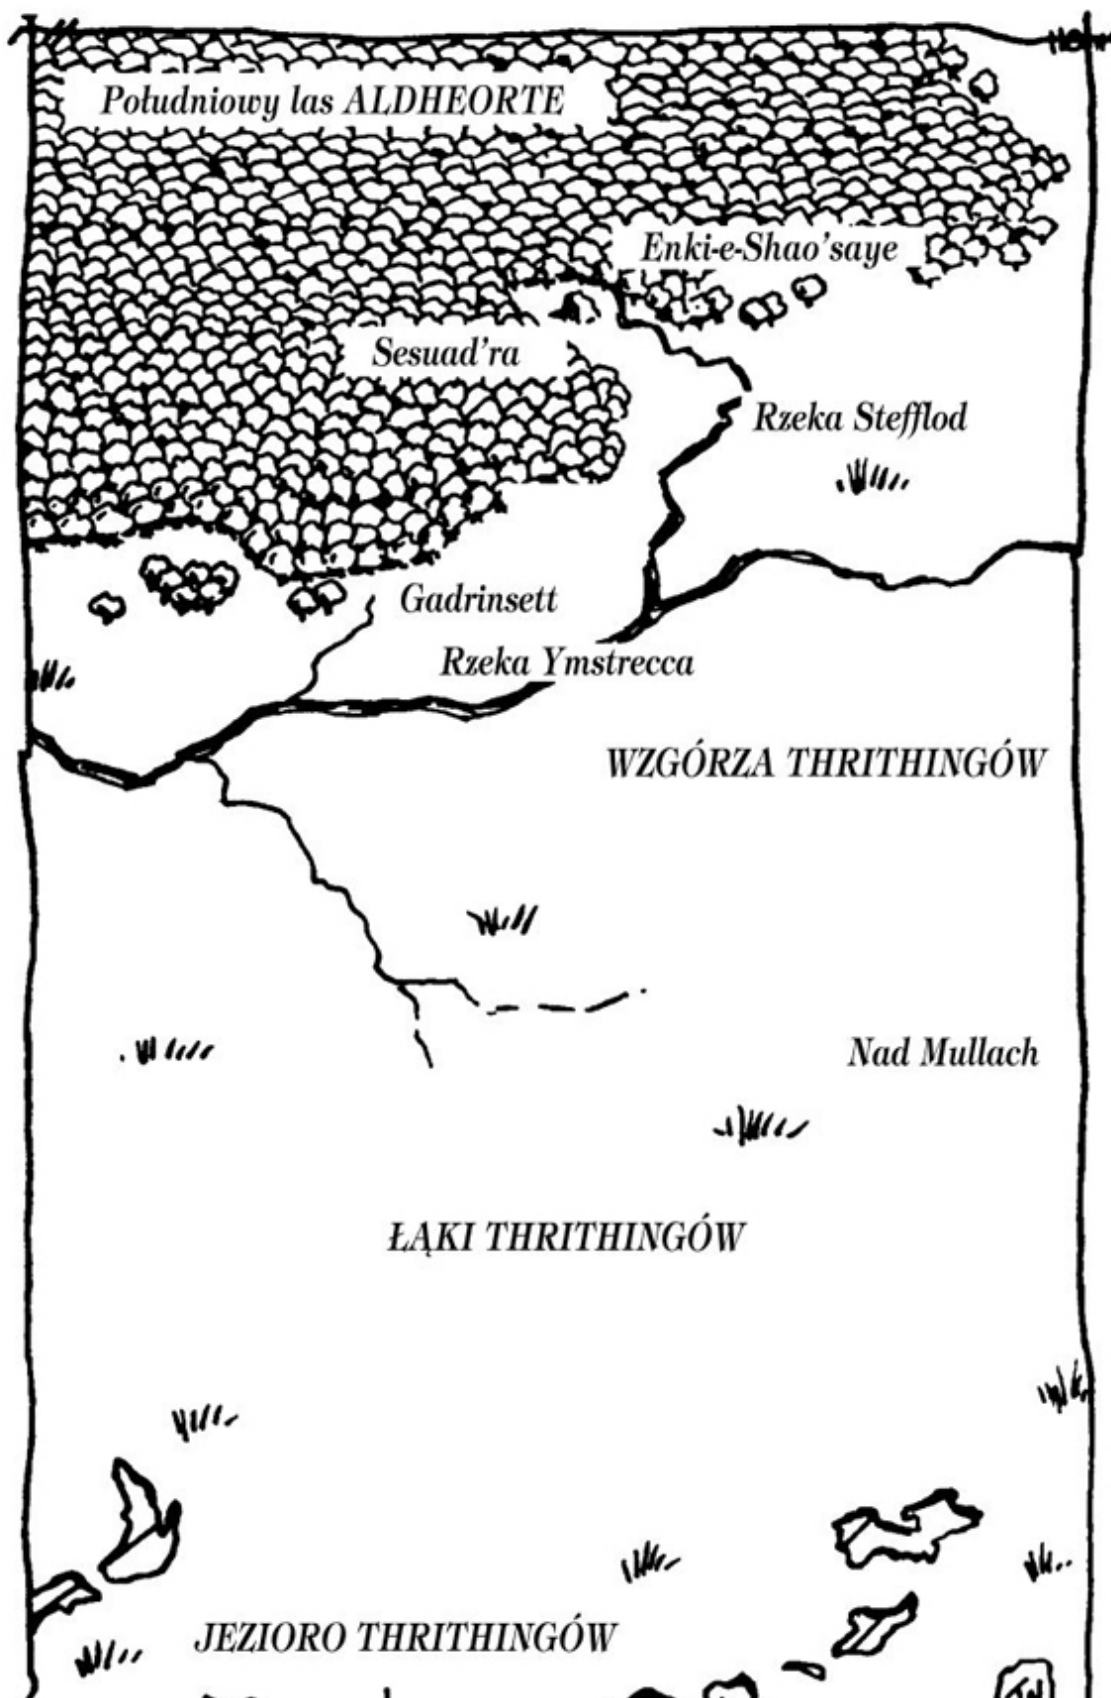 Południowy las ALDHEORTE
Enki-e-Shao'saye
Sesuad'ra
Rzeka Stefflod
Gadrinsett
Rzeka Ymstrecca
WZGÓRZA THRITHINGÓW
Nad Mullach
ŁĄKI THRITHINGÓW
JEZIORO THRITHINGÓW